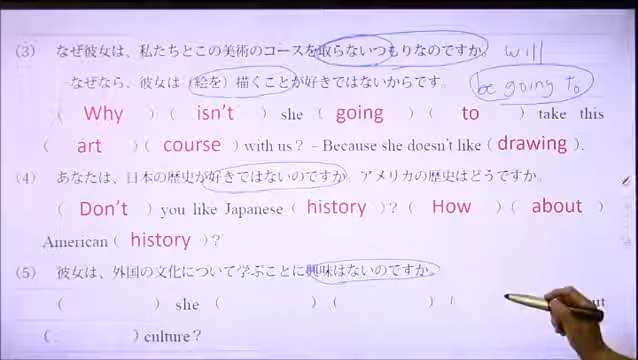 (3) なぜ彼女は、私たちとこの美術のコースを取らないつもりなのですか。 will
なぜなら、彼女は(絵を)描くことが好きではないからです。 be going to
( Why )( isn't ) she ( going )( to ) take this
( art )( course ) with us? – Because she doesn't like ( drawing ).
(4) あなたは、日本の歴史が好きではないのですか。アメリカの歴史はどうですか。
( Don't ) you like Japanese ( history )? ( How )( about )
American ( history )?
(5) 彼女は、外国の文化について学ぶことに興味はないのですか。
( ) she ( )( )(
( ) culture?